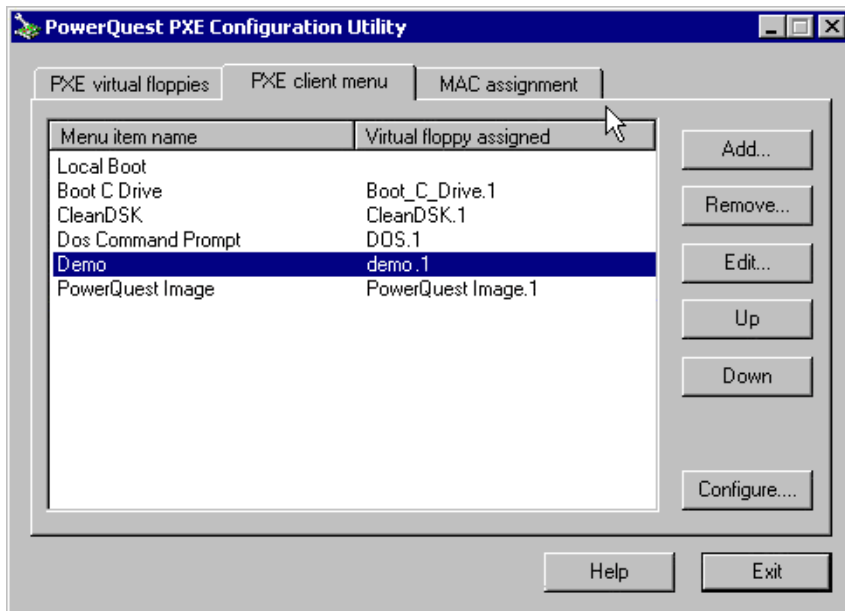 PowerQuest PXE Configuration Utility
PXE virtual floppies PXE client menu MAC assignment
Menu item name Virtual floppy assigned
Local Boot
Boot C Drive Boot_C_Drive.1
CleanDSK CleanDSK.1
Dos Command Prompt DOS.1
Demo demo.1
PowerQuest Image PowerQuest Image.1
Add...
Remove...
Edit...
Up
Down
Configure....
Help Exit